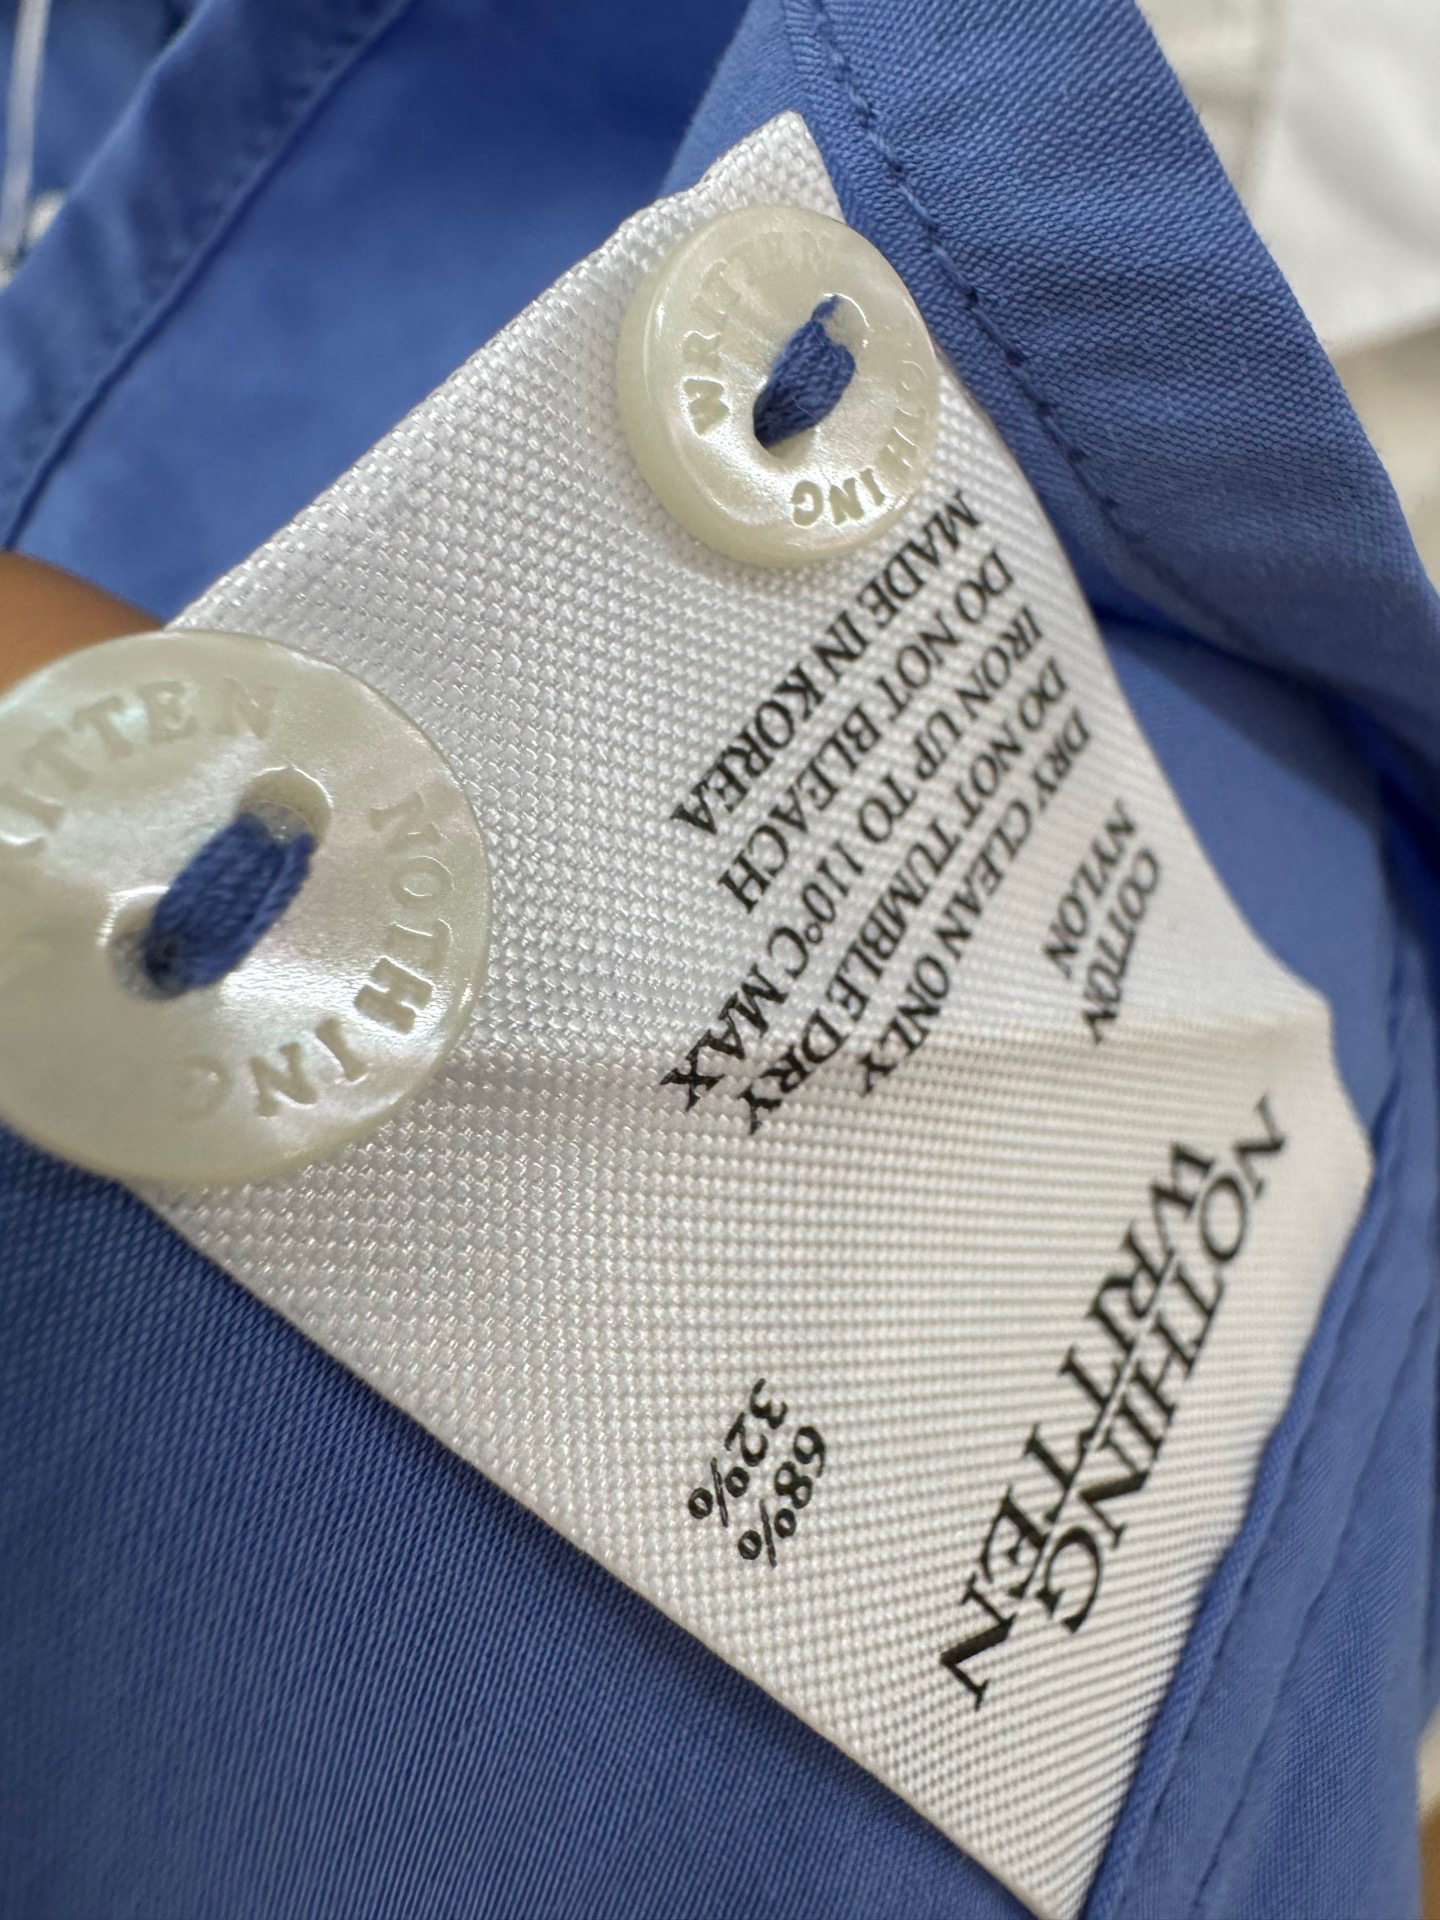 NOTHING
WRITTEN
COTTON 68%
NYLON 32%
DRY CLEAN ONLY
DO NOT TUMBLE DRY
IRON UP TO 110°C MAX
DO NOT BLEACH
MADE IN KOREA
WRITTEN NOTHING
ITTEN NOTHING